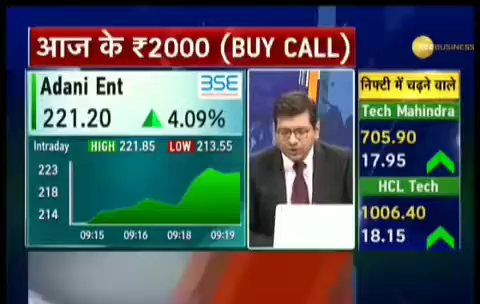 आज के ₹2000 (BUY CALL)
ZEE BUSINESS
Adani Ent
BSE
221.20 4.09%
Intraday HIGH 221.85 LOW 213.55
223
218
214
09:15 09:16 09:18 09:19
निफ्टी में चढ़ने वाले
Tech Mahindra
705.90
17.95
HCL Tech
1006.40
18.15